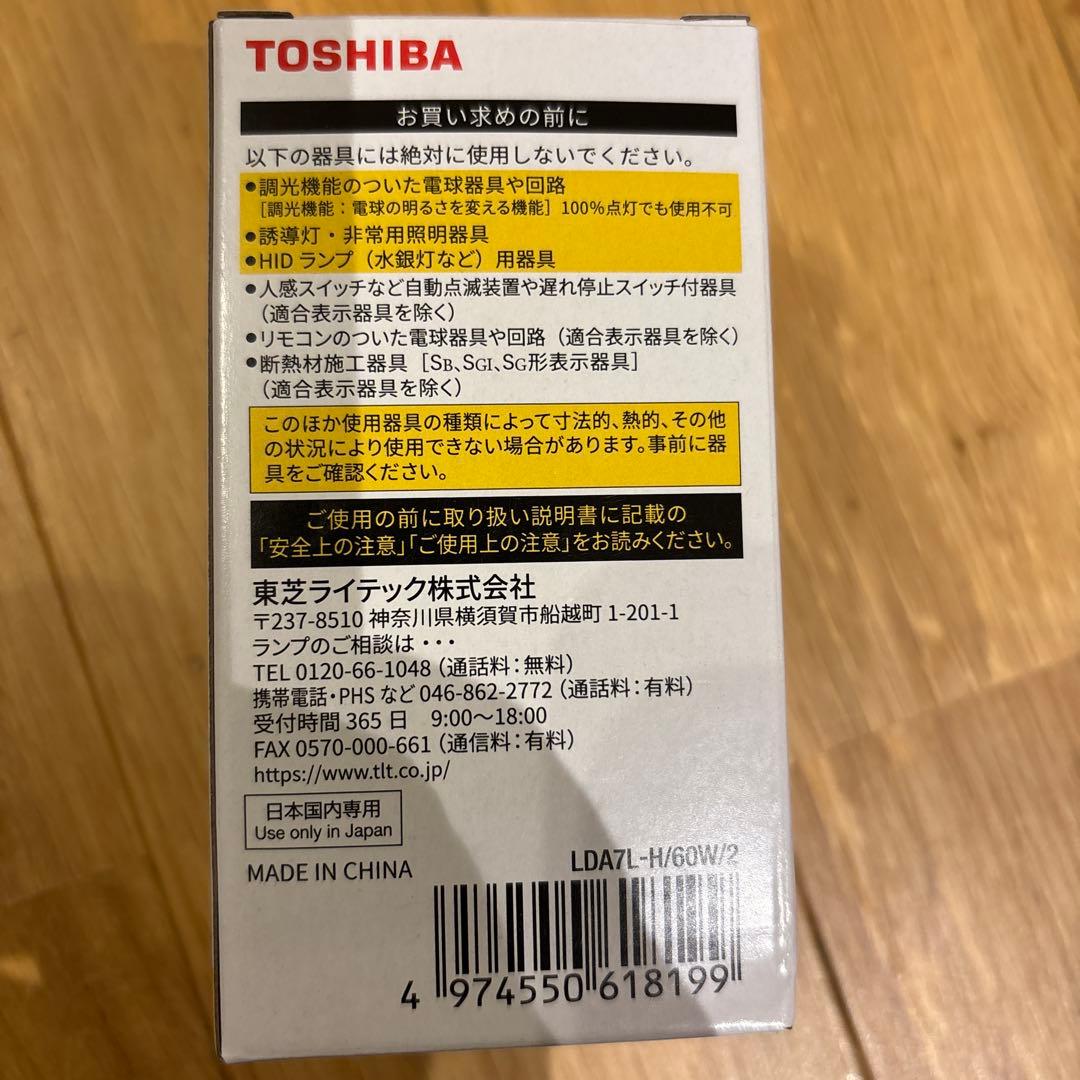 TOSHIBA
お買い求めの前に
以下の器具には絶対に使用しないでください。
●調光機能のついた電球器具や回路
［調光機能：電球の明るさを変える機能］100%点灯でも使用不可
●誘導灯・非常用照明器具
●HIDランプ（水銀灯など）用器具
●人感スイッチなど自動点滅装置や遅れ停止スイッチ付器具
（適合表示器具を除く）
●リモコンのついた電球器具や回路（適合表示器具を除く）
●断熱材施工器具［SB、SGI、SG形表示器具］
（適合表示器具を除く）
このほか使用器具の種類によって寸法的、熱的、その他
の状況により使用できない場合があります。事前に器
具をご確認ください。
ご使用の前に取り扱い説明書に記載の
「安全上の注意」「ご使用上の注意」をお読みください。
東芝ライテック株式会社
〒237-8510 神奈川県横須賀市船越町 1-201-1
ランプのご相談は・・・
TEL 0120-66-1048（通話料：無料）
携帯電話・PHS など 046-862-2772（通話料：有料）
受付時間 365 日　9:00〜18:00
FAX 0570-000-661（通信料：有料）
https://www.tlt.co.jp/
日本国内専用
Use only in Japan
MADE IN CHINA
LDA7L-H/60W/2
4 974550 618199